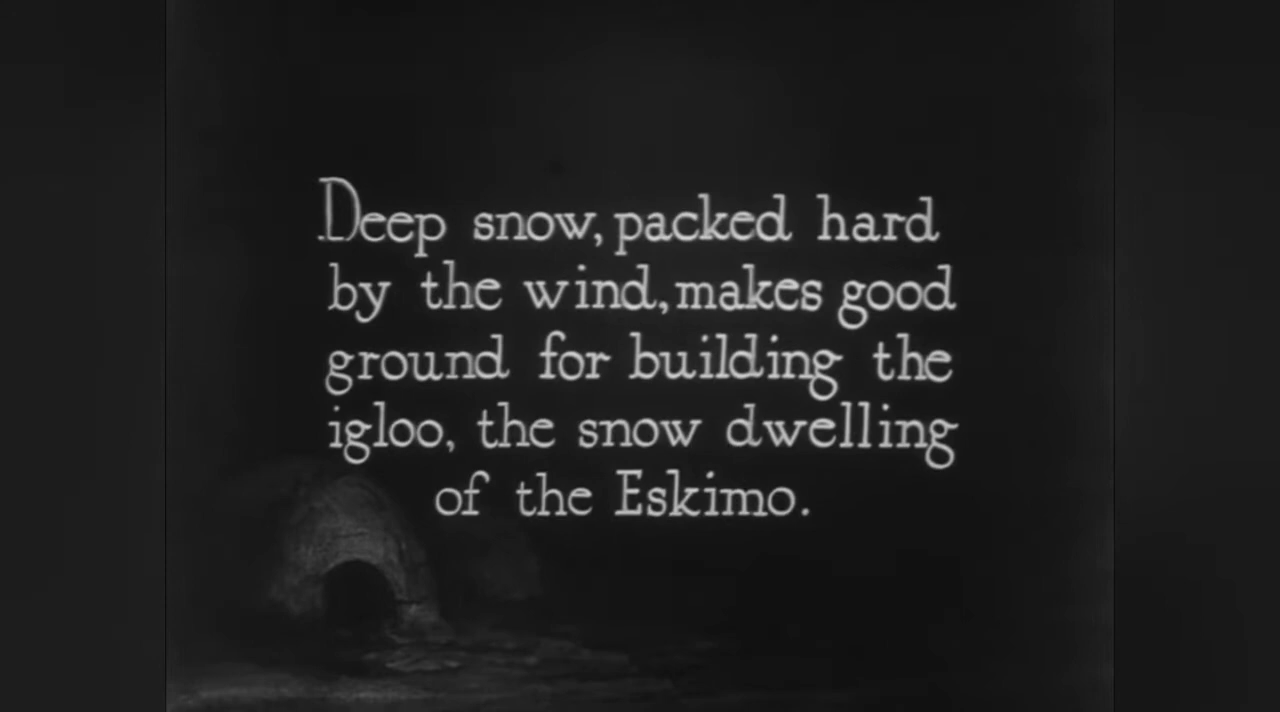 Deep snow, packed hard
by the wind, makes good
ground for building the
igloo, the snow dwelling
of the Eskimo.